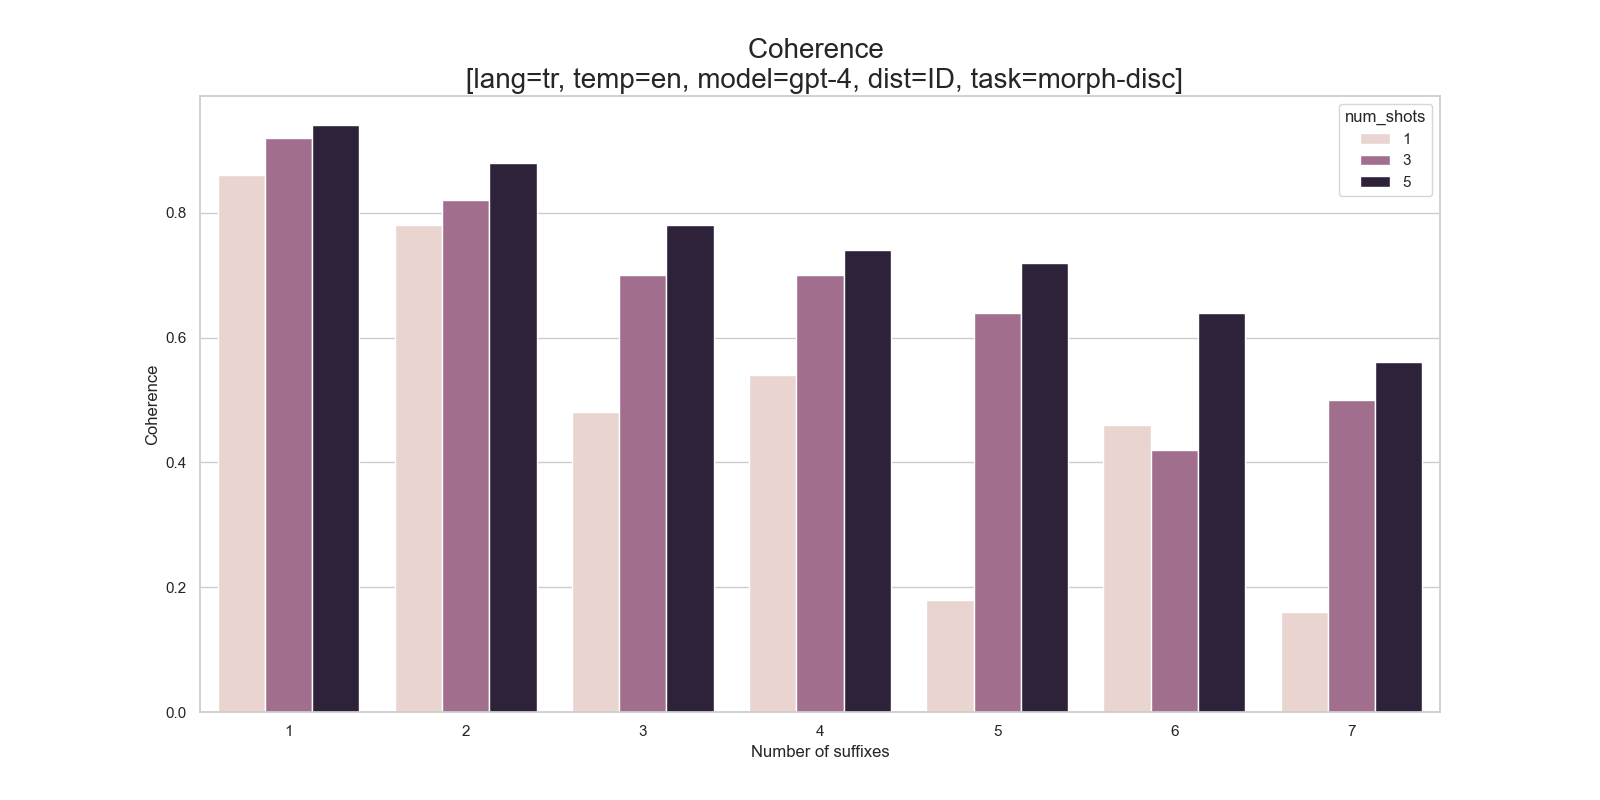 Coherence
[lang=tr, temp=en, model=gpt-4, dist=ID, task=morph-disc]
num_shots
1
3
5
Coherence
0.8
0.6
0.4
0.2
0.0
1 2 3 4 5 6 7
Number of suffixes